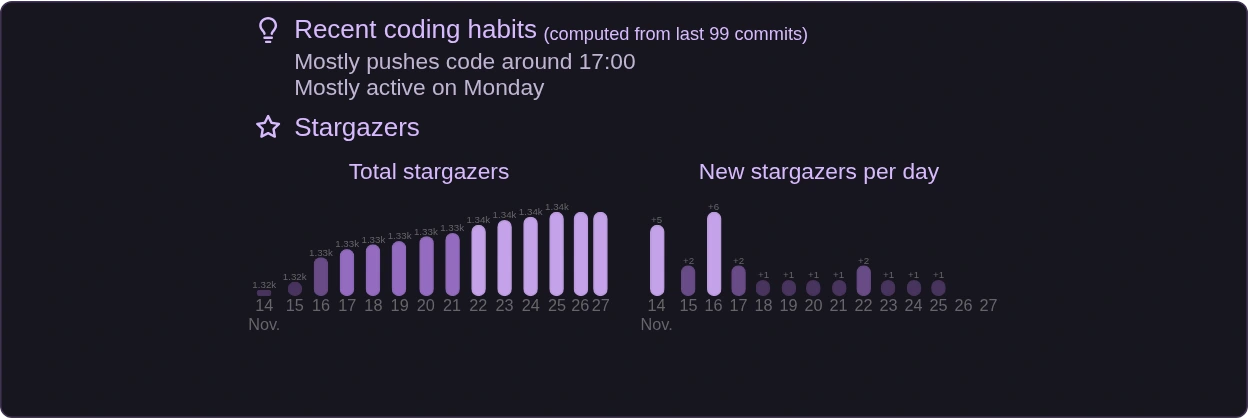 Recent coding habits (computed from last 99 commits)
Mostly pushes code around 17:00
Mostly active on Monday
Stargazers
Total stargazers
1.32k 1.32k 1.33k 1.33k 1.33k 1.33k 1.33k 1.33k 1.34k 1.34k 1.34k 1.34k
14 15 16 17 18 19 20 21 22 23 24 25 26 27
Nov.
New stargazers per day
+5 +2 +6 +2 +1 +1 +1 +1 +2 +1 +1 +1
14 15 16 17 18 19 20 21 22 23 24 25 26 27
Nov.